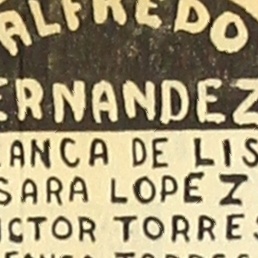 ALFREDO
ERNANDEZ
ANCA DE LIS
SARA LOPEZ
ICTOR TORRES